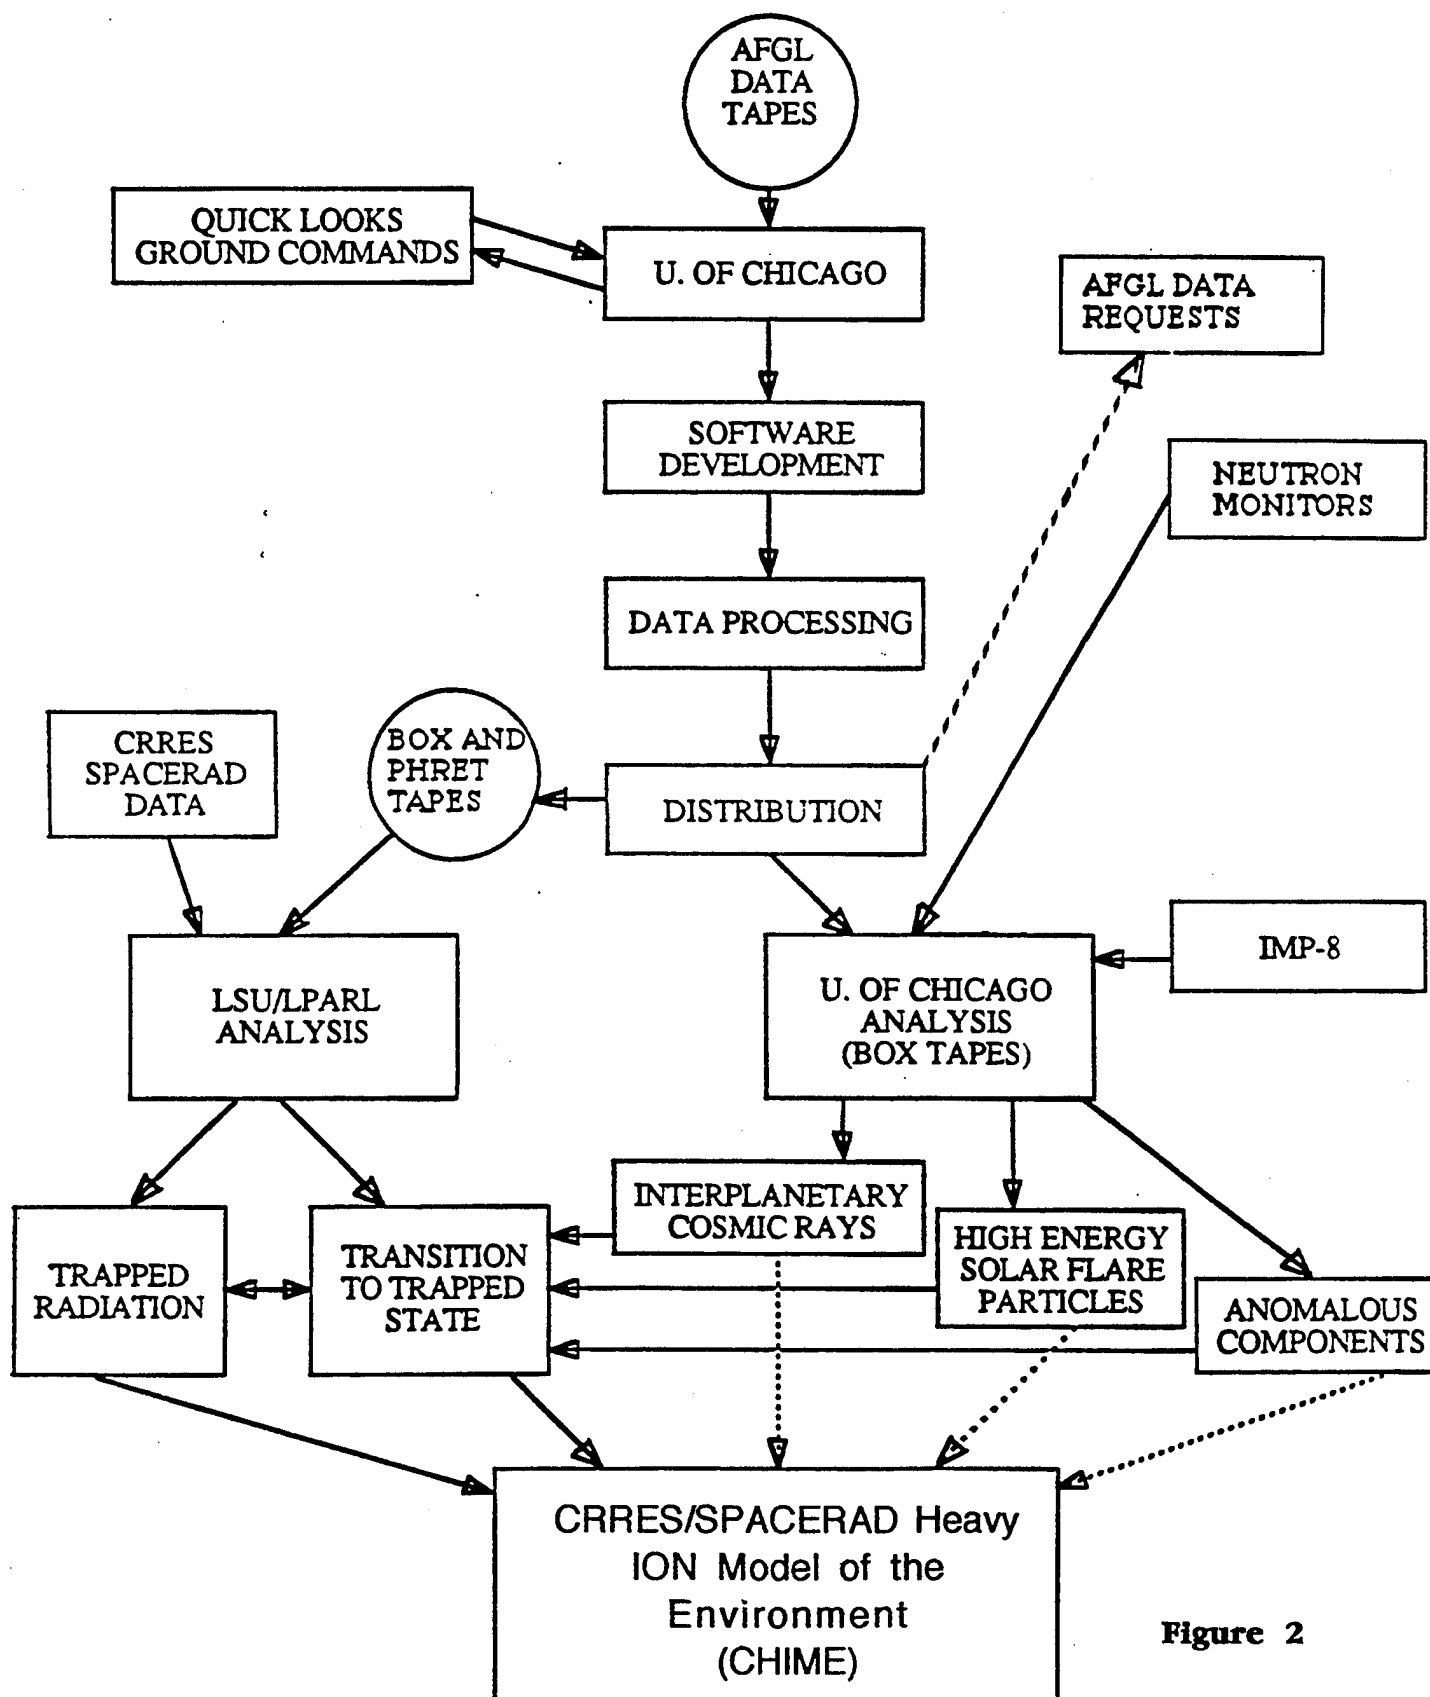 AFGL
DATA
TAPES
QUICK LOOKS
GROUND COMMANDS
U. OF CHICAGO
AFGL DATA
REQUESTS
SOFTWARE
DEVELOPMENT
NEUTRON
MONITORS
DATA PROCESSING
CRRES
SPACERAD
DATA
BOX AND
PHRET
TAPES
DISTRIBUTION
LSU/LPARL
ANALYSIS
U. OF CHICAGO
ANALYSIS
(BOX TAPES)
IMP-8
INTERPLANETARY
COSMIC RAYS
HIGH ENERGY
SOLAR FLARE
PARTICLES
TRAPPED
RADIATION
TRANSITION
TO TRAPPED
STATE
ANOMALOUS
COMPONENTS
CRRES/SPACERAD Heavy
ION Model of the
Environment
(CHIME)
Figure 2